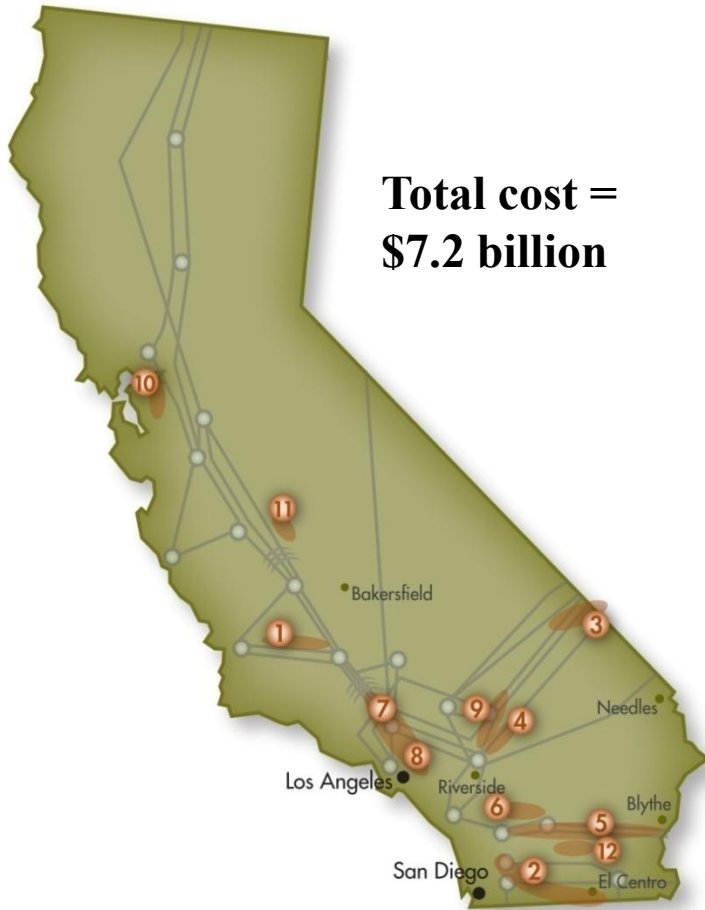 Total cost =
$7.2 billion
10
11
Bakersfield
1
3
Needles
7
9
4
8
Los Angeles
Riverside
6
Blythe
5
12
San Diego
2
El Centro